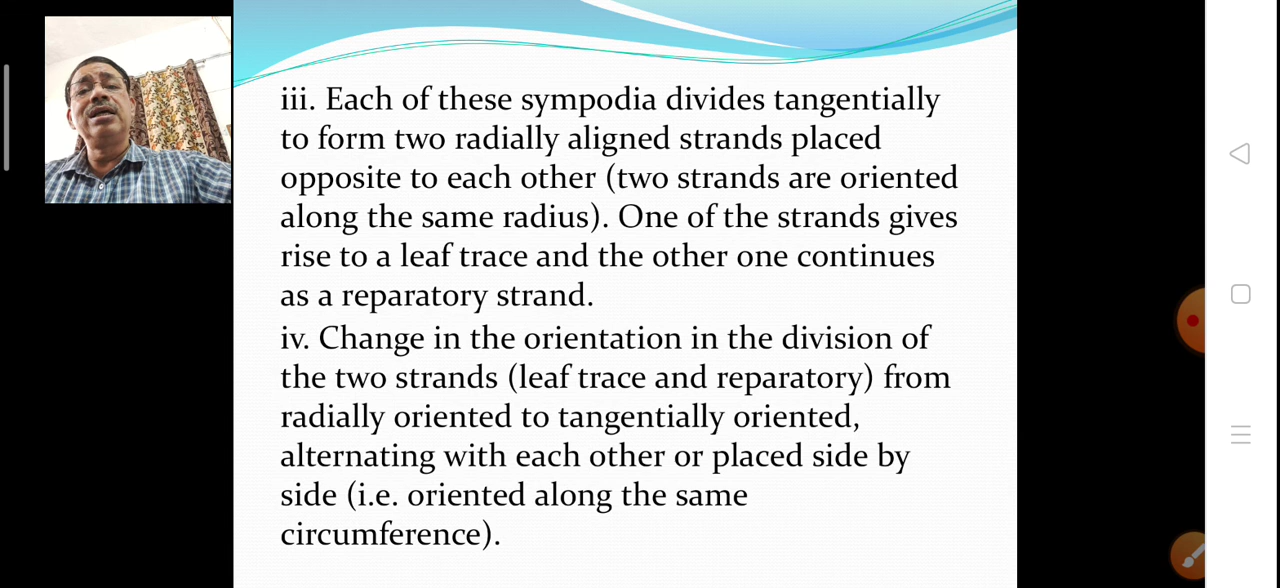 iii. Each of these sympodia divides tangentially
to form two radially aligned strands placed
opposite to each other (two strands are oriented
along the same radius). One of the strands gives
rise to a leaf trace and the other one continues
as a reparatory strand.
iv. Change in the orientation in the division of
the two strands (leaf trace and reparatory) from
radially oriented to tangentially oriented,
alternating with each other or placed side by
side (i.e. oriented along the same
circumference).